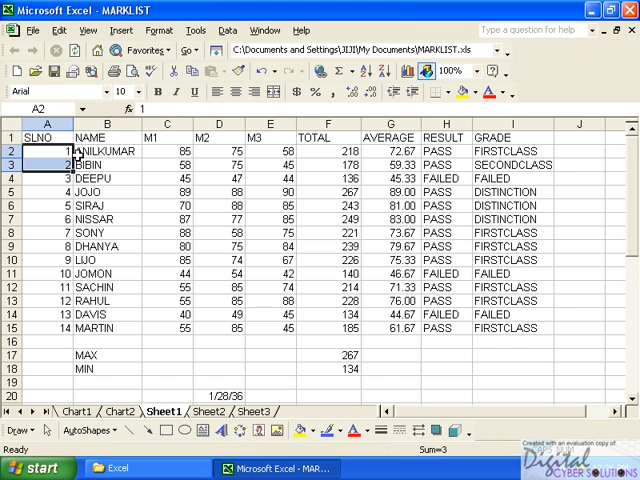 Microsoft Excel - MARKLIST
File Edit View Insert Format Tools Data Window Help
Type a question for help
Favorites Go C:\Documents and Settings\JIJI\My Documents\MARKLIST.xls
100%
Arial 10 B I U
A2 fx 1
A B C D E F G H I J
1 SLNO NAME M1 M2 M3 TOTAL AVERAGE RESULT GRADE
2 1 ANILKUMAR 85 75 58 218 72.67 PASS FIRSTCLASS
3 2 BIBIN 58 75 45 178 59.33 PASS SECONDCLASS
4 3 DEEPU 45 47 44 136 45.33 FAILED FAILED
5 4 JOJO 89 88 90 267 89.00 PASS DISTINCTION
6 5 SIRAJ 70 88 85 243 81.00 PASS DISTINCTION
7 6 NISSAR 87 77 85 249 83.00 PASS DISTINCTION
8 7 SONY 88 58 75 221 73.67 PASS FIRSTCLASS
9 8 DHANYA 80 75 84 239 79.67 PASS FIRSTCLASS
10 9 LIJO 85 74 67 226 75.33 PASS FIRSTCLASS
11 10 JOMON 44 54 42 140 46.67 FAILED FAILED
12 11 SACHIN 55 85 74 214 71.33 PASS FIRSTCLASS
13 12 RAHUL 55 85 88 228 76.00 PASS FIRSTCLASS
14 13 DAVIS 40 49 45 134 44.67 FAILED FAILED
15 14 MARTIN 55 85 45 185 61.67 PASS FIRSTCLASS
16
17 MAX 267
18 MIN 134
19
20 1/28/36
Chart1 Chart2 Sheet1 Sheet2 Sheet3
Draw AutoShapes
Ready Sum=3
Created with an evaluation copy of
Digital
CYBER SOLUTIONS
start Excel Microsoft Excel - MAR...